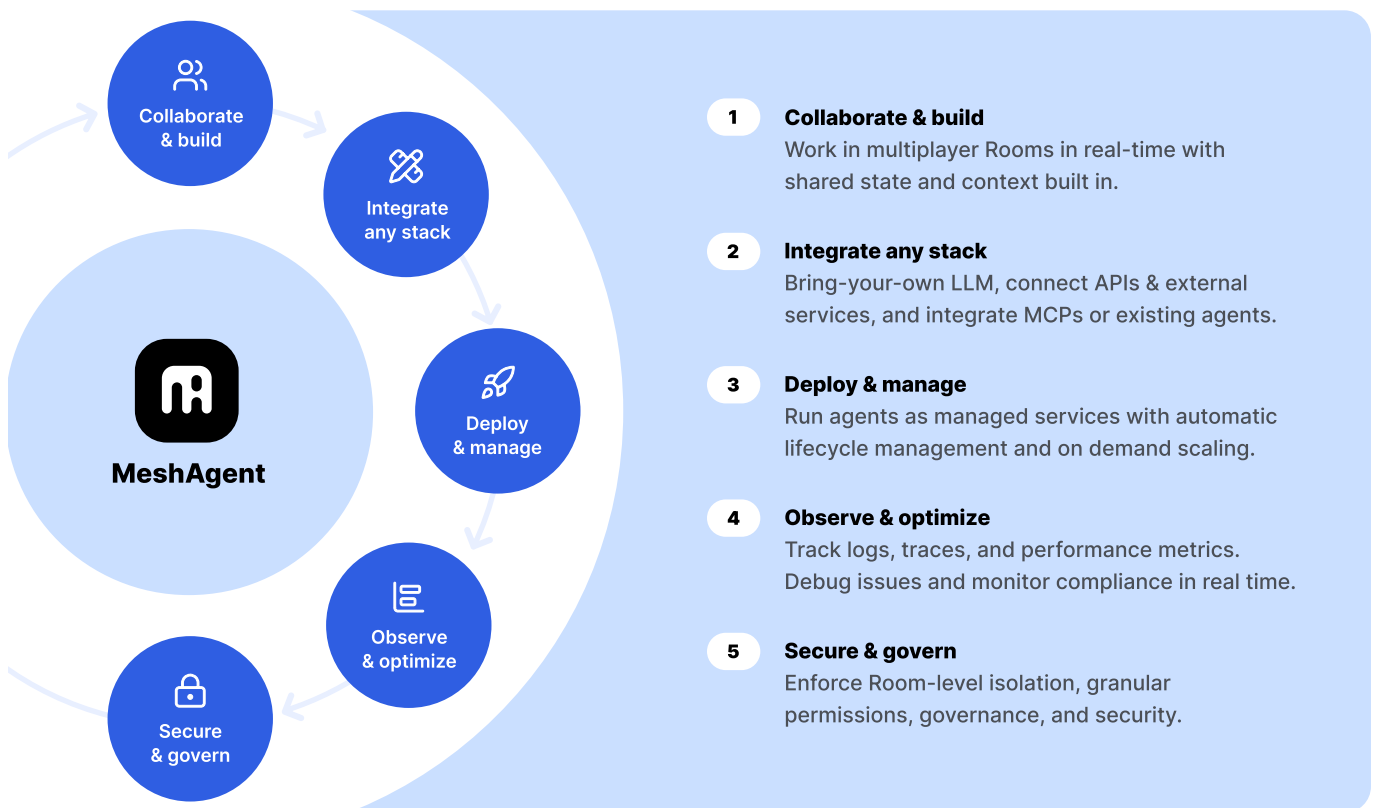 Collaborate
& build
Integrate
any stack
Deploy
& manage
Observe
& optimize
Secure
& govern
MeshAgent
1
Collaborate & build
Work in multiplayer Rooms in real-time with
shared state and context built in.
2
Integrate any stack
Bring-your-own LLM, connect APIs & external
services, and integrate MCPs or existing agents.
3
Deploy & manage
Run agents as managed services with automatic
lifecycle management and on demand scaling.
4
Observe & optimize
Track logs, traces, and performance metrics.
Debug issues and monitor compliance in real time.
5
Secure & govern
Enforce Room-level isolation, granular
permissions, governance, and security.